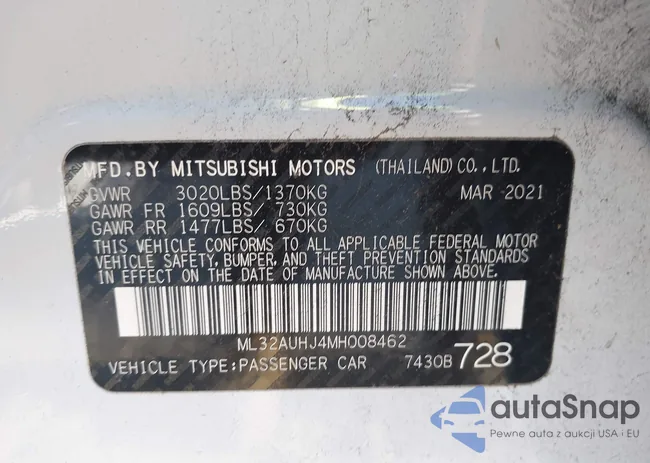 MFD.BY MITSUBISHI MOTORS (THAILAND) CO., LTD.
GVWR 3020LBS/1370KG MAR 2021
GAWR FR 1609LBS/ 730KG
GAWR RR 1477LBS/ 670KG
THIS VEHICLE CONFORMS TO ALL APPLICABLE FEDERAL MOTOR
VEHICLE SAFETY, BUMPER, AND THEFT PREVENTION STANDARDS
IN EFFECT ON THE DATE OF MANUFACTURE SHOWN ABOVE.
ML32AUHJ4MH008462
VEHICLE TYPE:PASSENGER CAR 7430B 728
autaSnap
Pewne auta z aukcji USA i EU